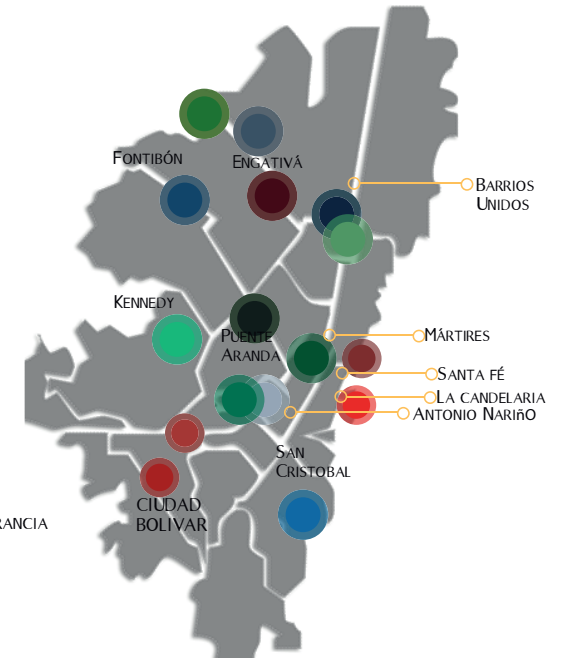 FONTIBÓN
ENGATIVÁ
BARRIOS
UNIDOS
KENNEDY
PUENTE
ARANDA
MÁRTIRES
SANTA FÉ
LA CANDELARIA
ANTONIO NARIñO
SAN
CRISTOBAL
CIUDAD
BOLIVAR
RANCIA